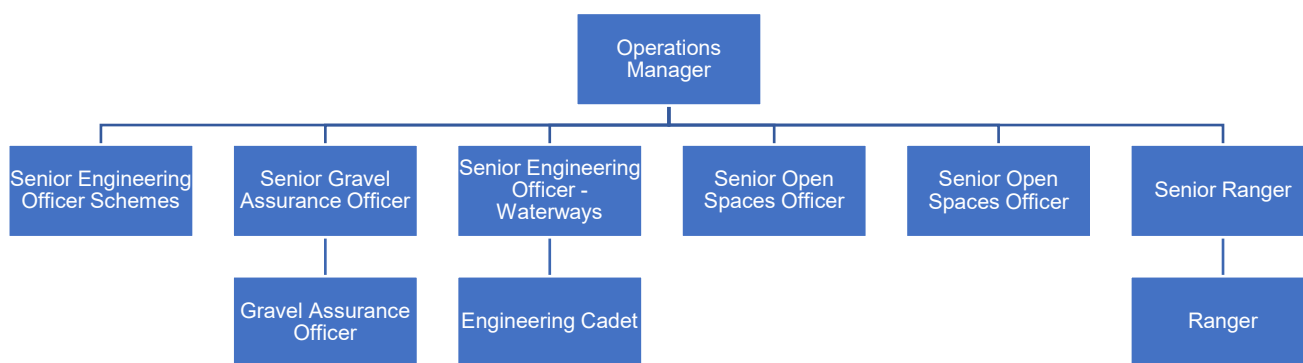 Operations
Manager
Senior Engineering
Officer Schemes
Senior Gravel
Assurance Officer
Senior Engineering
Officer -
Waterways
Senior Open
Spaces Officer
Senior Open
Spaces Officer
Senior Ranger
Gravel Assurance
Officer
Engineering Cadet
Ranger